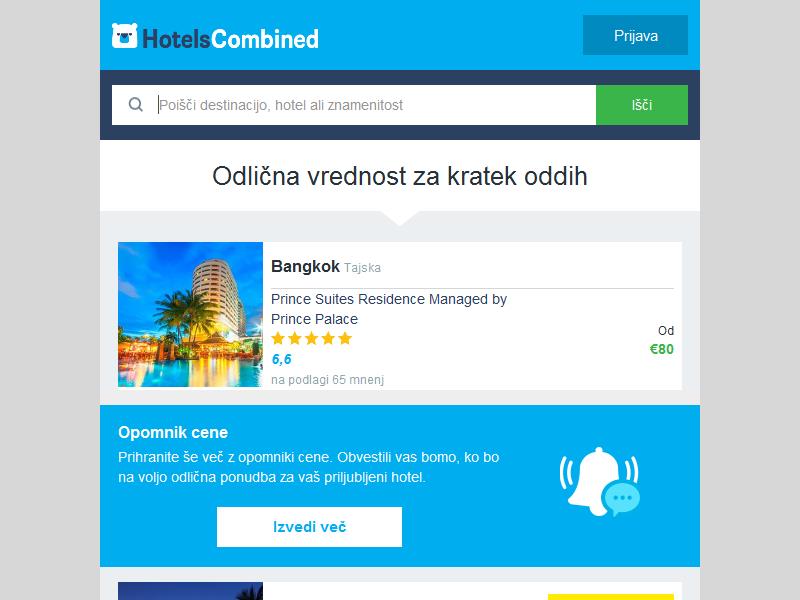 HotelsCombined
Prijava
Poišči destinacijo, hotel ali znamenitost
Išči
Odlična vrednost za kratek oddih
Bangkok Tajska
Prince Suites Residence Managed by
Prince Palace
6,6
na podlagi 65 mnenj
Od
€80
Opomnik cene
Prihranite še več z opomniki cene. Obvestili vas bomo, ko bo
na voljo odlična ponudba za vaš priljubljeni hotel.
Izvedi več